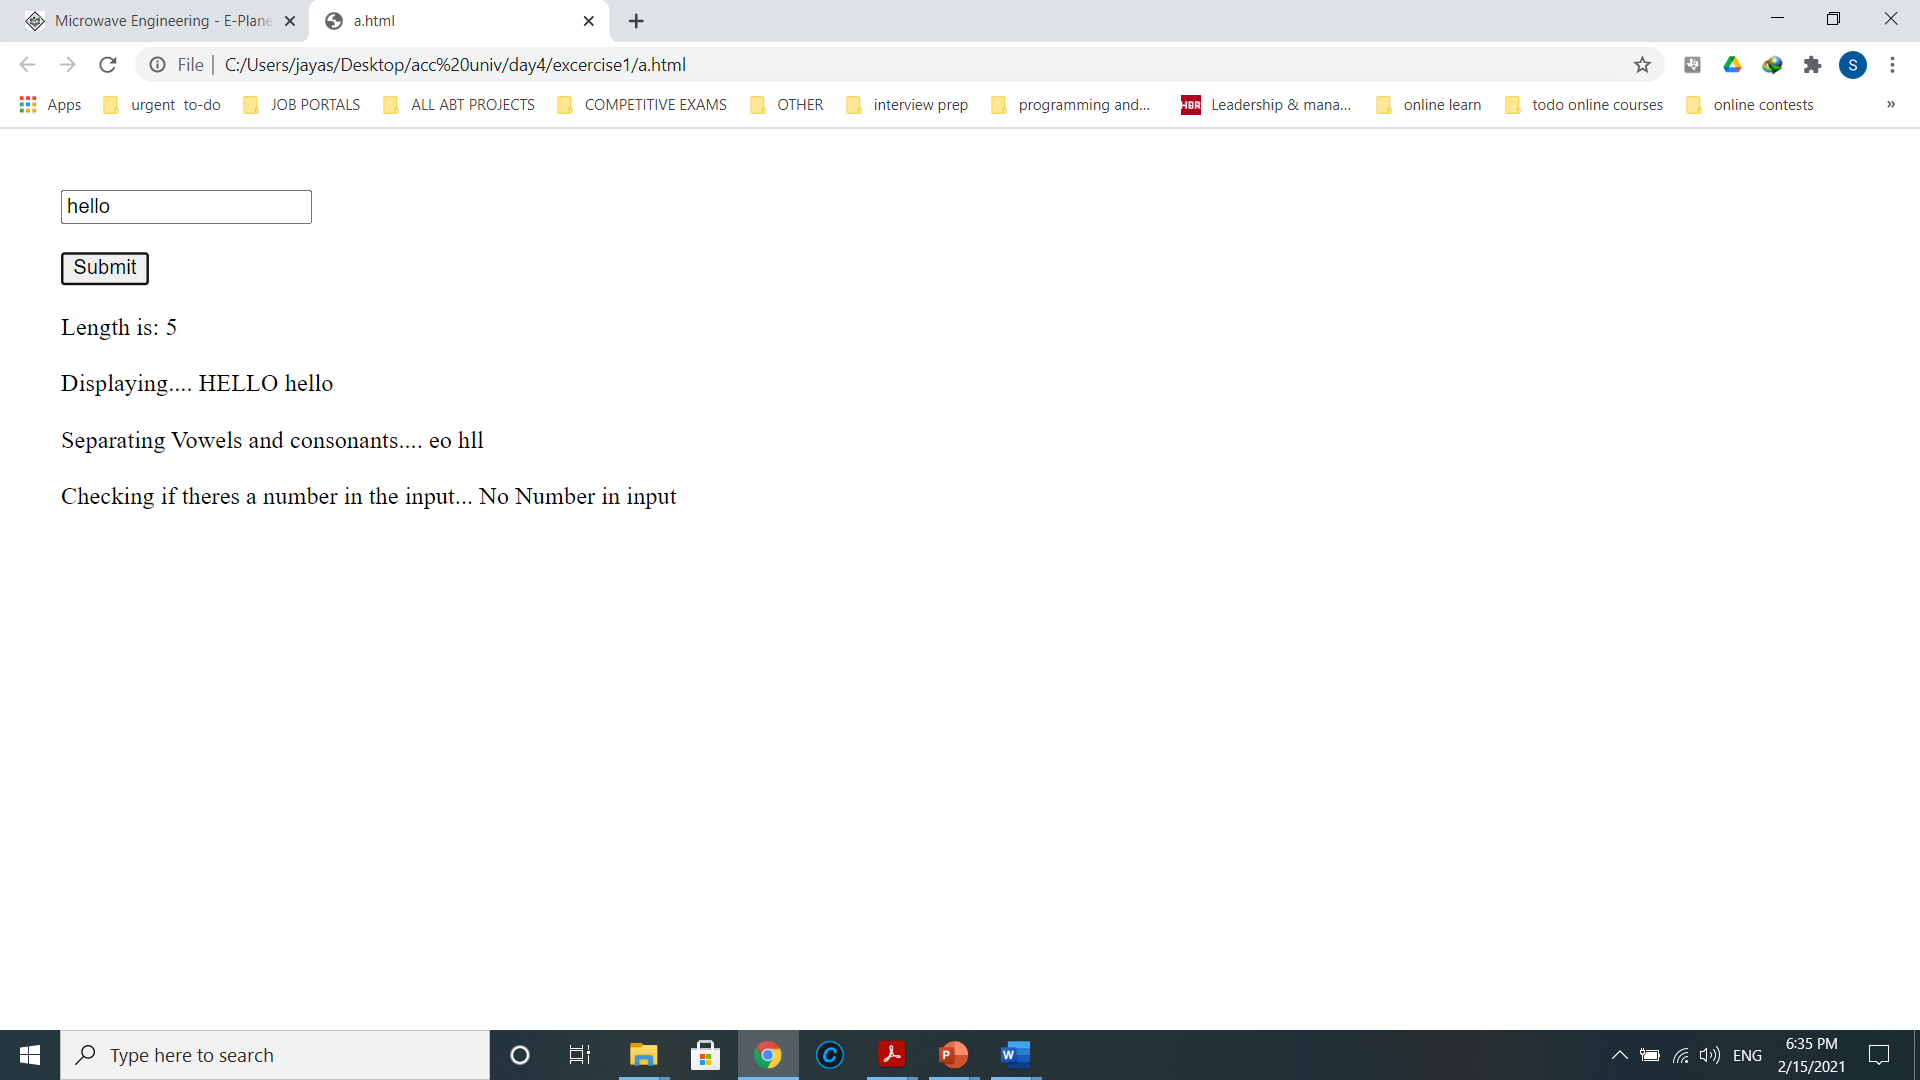 Microwave Engineering - E-Plane
a.html
File | C:/Users/jayas/Desktop/acc%20univ/day4/excercise1/a.html
S
Apps urgent to-do JOB PORTALS ALL ABT PROJECTS COMPETITIVE EXAMS OTHER interview prep programming and... HBR Leadership & mana... online learn todo online courses online contests »
hello
Submit
Length is: 5
Displaying.... HELLO hello
Separating Vowels and consonants.... eo hll
Checking if theres a number in the input... No Number in input
Type here to search
C
P
W
ENG
6:35 PM
2/15/2021